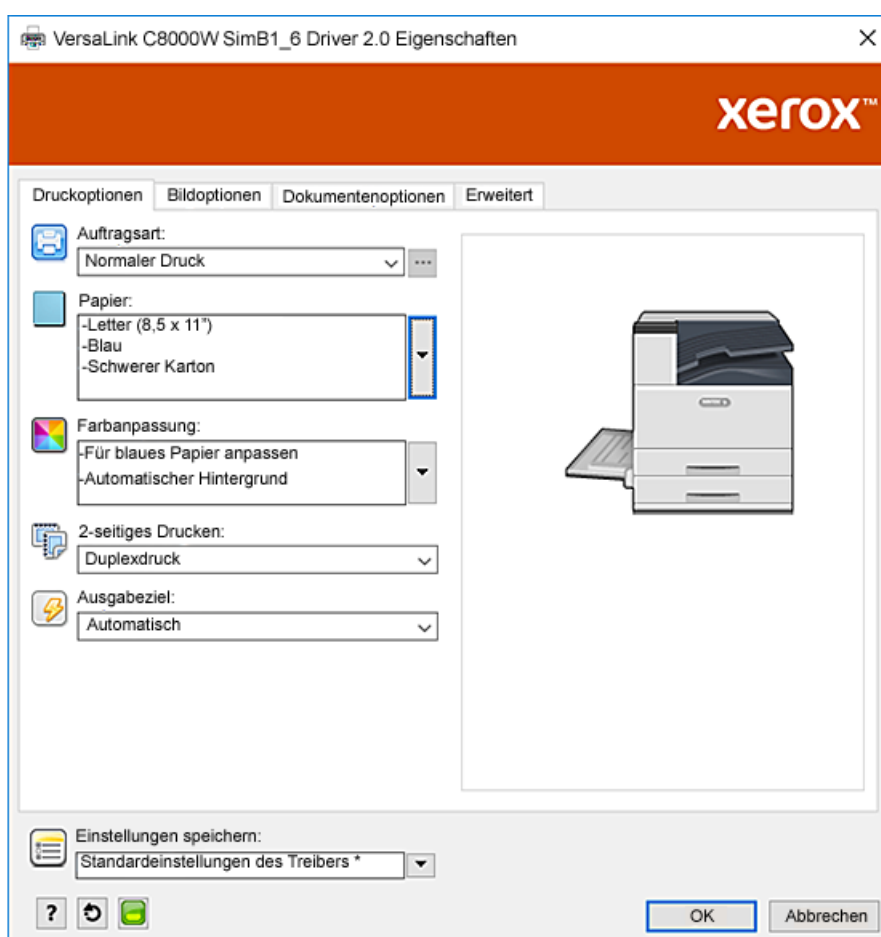 VersaLink C8000W SimB1_6 Driver 2.0 Eigenschaften
xerox™
Druckoptionen Bildoptionen Dokumentenoptionen Erweitert
Auftragsart:
Normaler Druck
Papier:
-Letter (8,5 x 11”)
-Blau
-Schwerer Karton
Farbanpassung:
-Für blaues Papier anpassen
-Automatischer Hintergrund
2-seitiges Drucken:
Duplexdruck
Ausgabeziel:
Automatisch
Einstellungen speichern:
Standardeinstellungen des Treibers *
?
OK Abbrechen